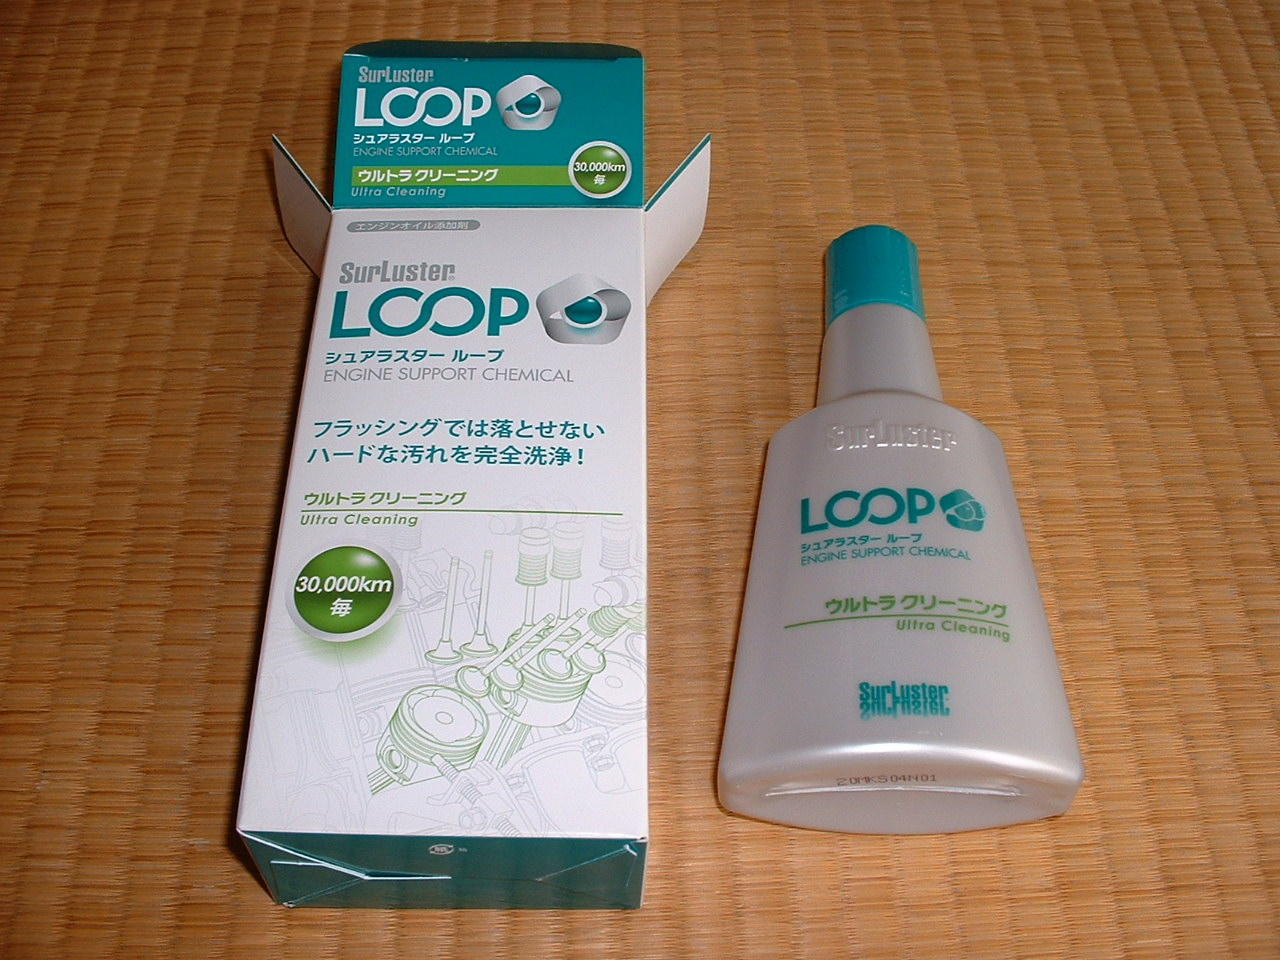 SurLuster
LOOP
シュアラスター ループ
ENGINE SUPPORT CHEMICAL
ウルトラ クリーニング
Ultra Cleaning
30,000km
毎
エンジンオイル添加剤
SurLuster®
LOOP
シュアラスター ループ
ENGINE SUPPORT CHEMICAL
フラッシングでは落とせない
ハードな汚れを完全洗浄！
ウルトラ クリーニング
Ultra Cleaning
30,000km
毎
SurLuster
LOOP
シュアラスター ループ
ENGINE SUPPORT CHEMICAL
ウルトラ クリーニング
Ultra Cleaning
SurLuster
20MKS04N01